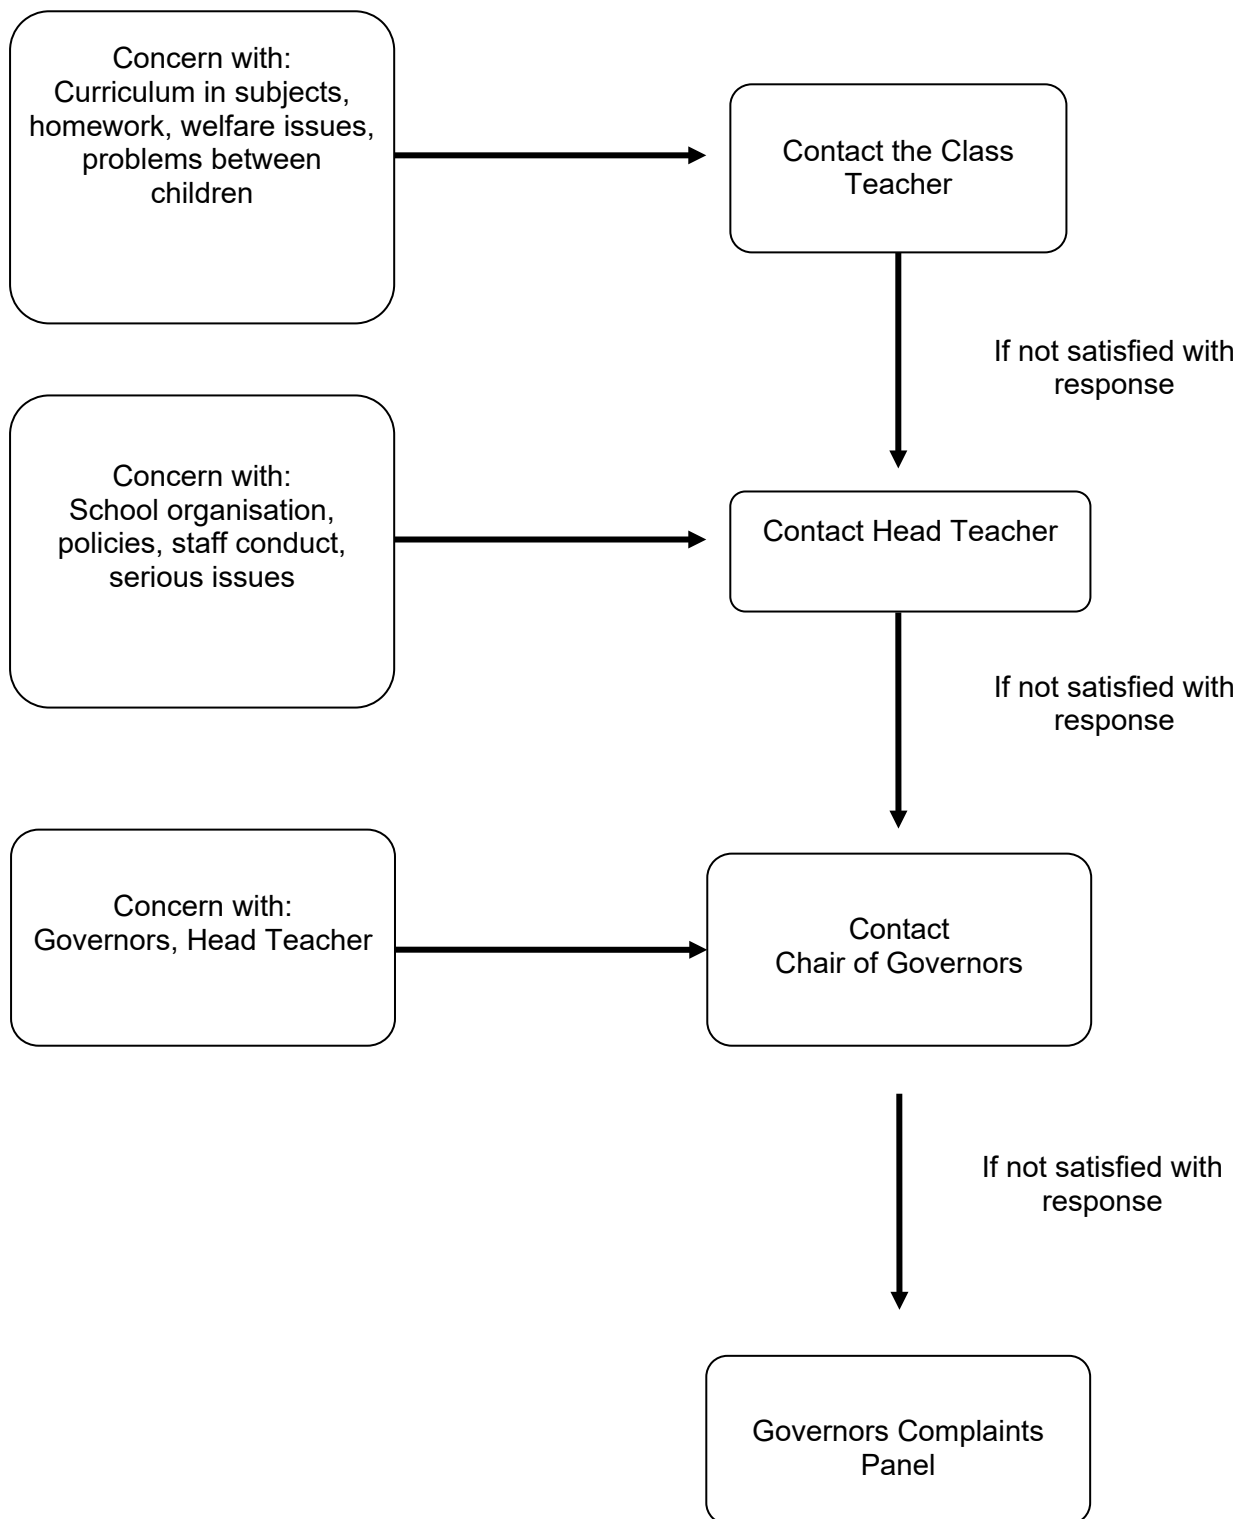 Concern with:
Curriculum in subjects,
homework, welfare issues,
problems between
children
Contact the Class
Teacher
If not satisfied with
response
Concern with:
School organisation,
policies, staff conduct,
serious issues
Contact Head Teacher
If not satisfied with
response
Concern with:
Governors, Head Teacher
Contact
Chair of Governors
If not satisfied with
response
Governors Complaints
Panel